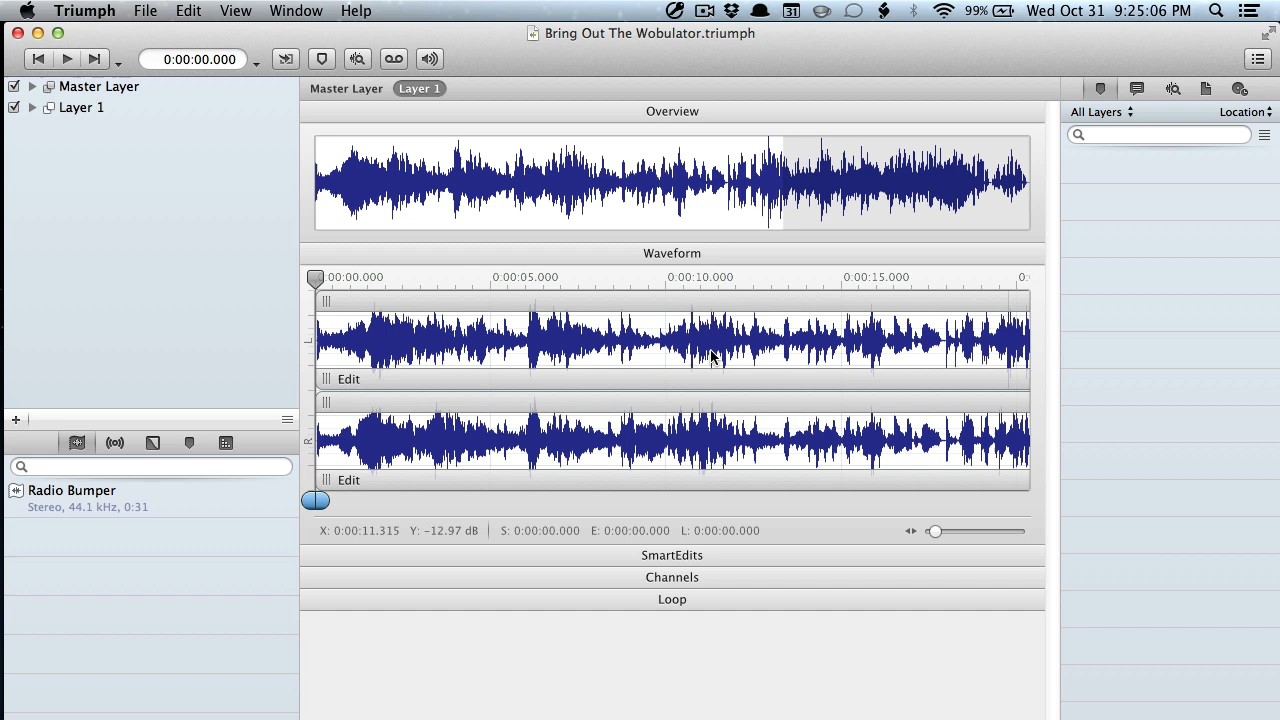 Triumph File Edit View Window Help 31 99% Wed Oct 31 9:25:06 PM
Bring Out The Wobulator.triumph
0:00:00.000
Master Layer
Layer 1
Master Layer Layer 1
Overview
Waveform
0:00:05.000 0:00:10.000 0:00:15.000
L
Edit
R
Edit
X: 0:00:11.315 Y: −12.97 dB S: 0:00:00.000 E: 0:00:00.000 L: 0:00:00.000
SmartEdits
Channels
Loop
+
Radio Bumper
Stereo, 44.1 kHz, 0:31
All Layers Location